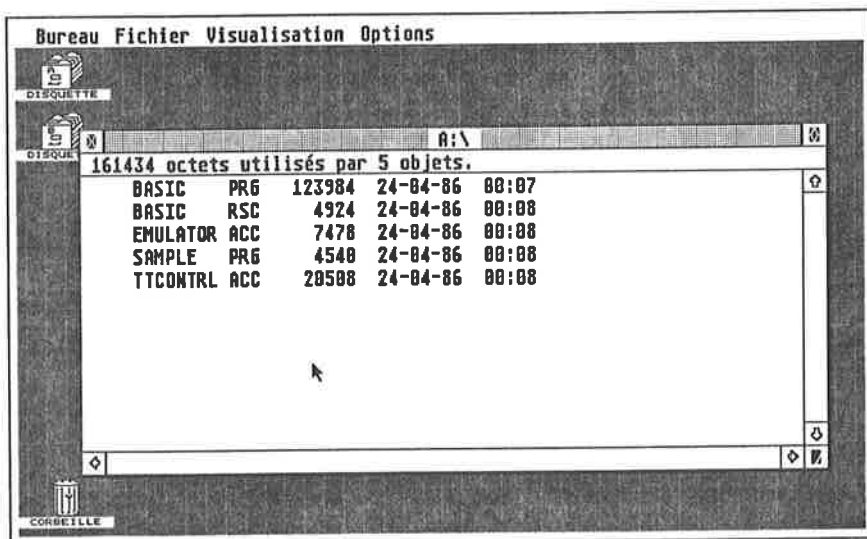 Bureau Fichier Visualisation Options
DISQUETTE
DISQUET
A:\
161434 octets utilisés par 5 objets.
BASIC PRG 123984 24-04-86 00:07
BASIC RSC 4924 24-04-86 00:08
EMULATOR ACC 7478 24-04-86 00:08
SAMPLE PRG 4540 24-04-86 00:08
TTCONTRL ACC 20508 24-04-86 00:08
CORBEILLE